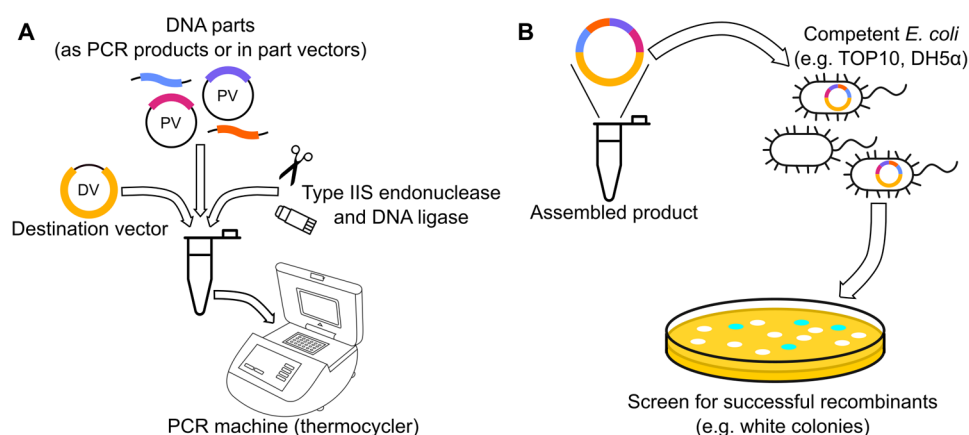 A
DNA parts
(as PCR products or in part vectors)
PV
PV
DV
Destination vector
Type IIS endonuclease
and DNA ligase
PCR machine (thermocycler)
B
Competent E. coli
(e.g. TOP10, DH5α)
Assembled product
Screen for successful recombinants
(e.g. white colonies)